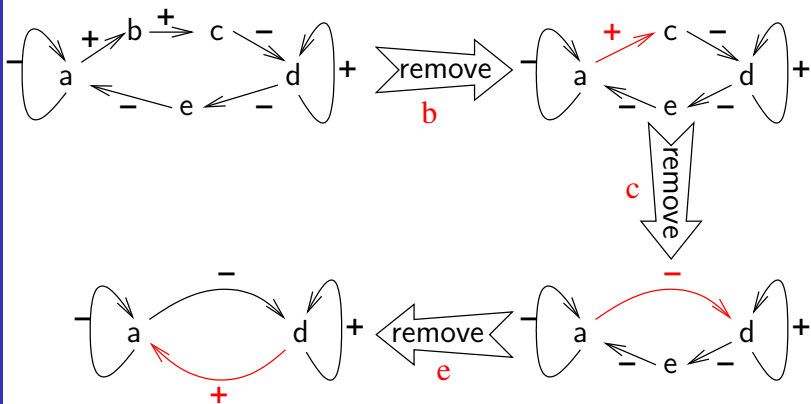 + b + c −
− a d +
− e −
remove
b
+ c −
− a d +
− e −
remove
c
−
− a d +
+
remove
e
−
− a d +
− e −